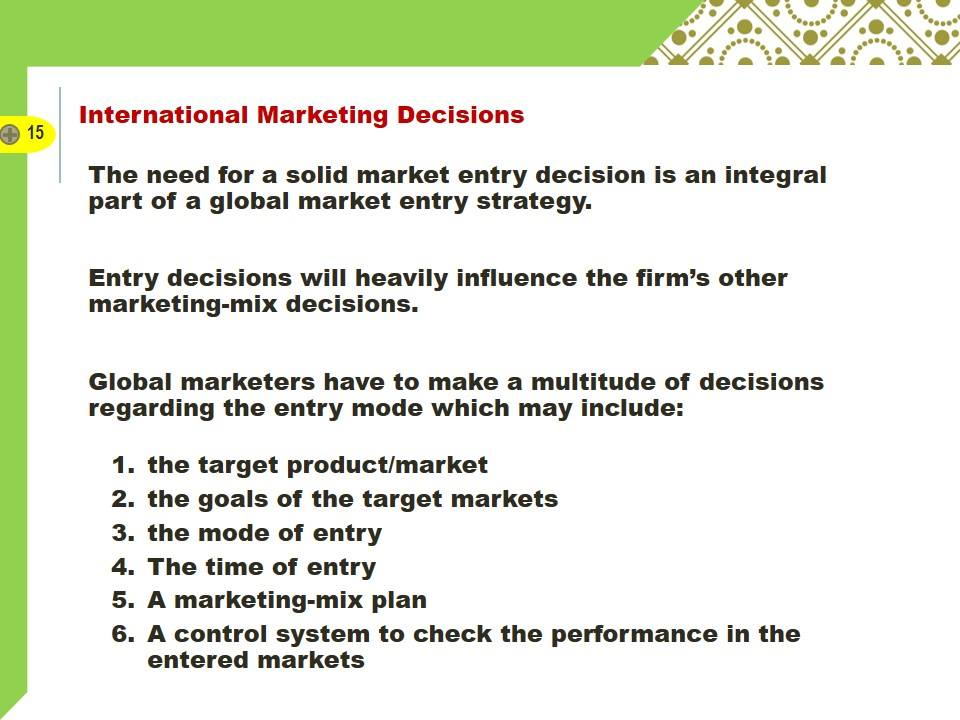 International Marketing Decisions
15
The need for a solid market entry decision is an integral
part of a global market entry strategy.
Entry decisions will heavily influence the firm’s other
marketing-mix decisions.
Global marketers have to make a multitude of decisions
regarding the entry mode which may include:
1. the target product/market
2. the goals of the target markets
3. the mode of entry
4. The time of entry
5. A marketing-mix plan
6. A control system to check the performance in the
entered markets